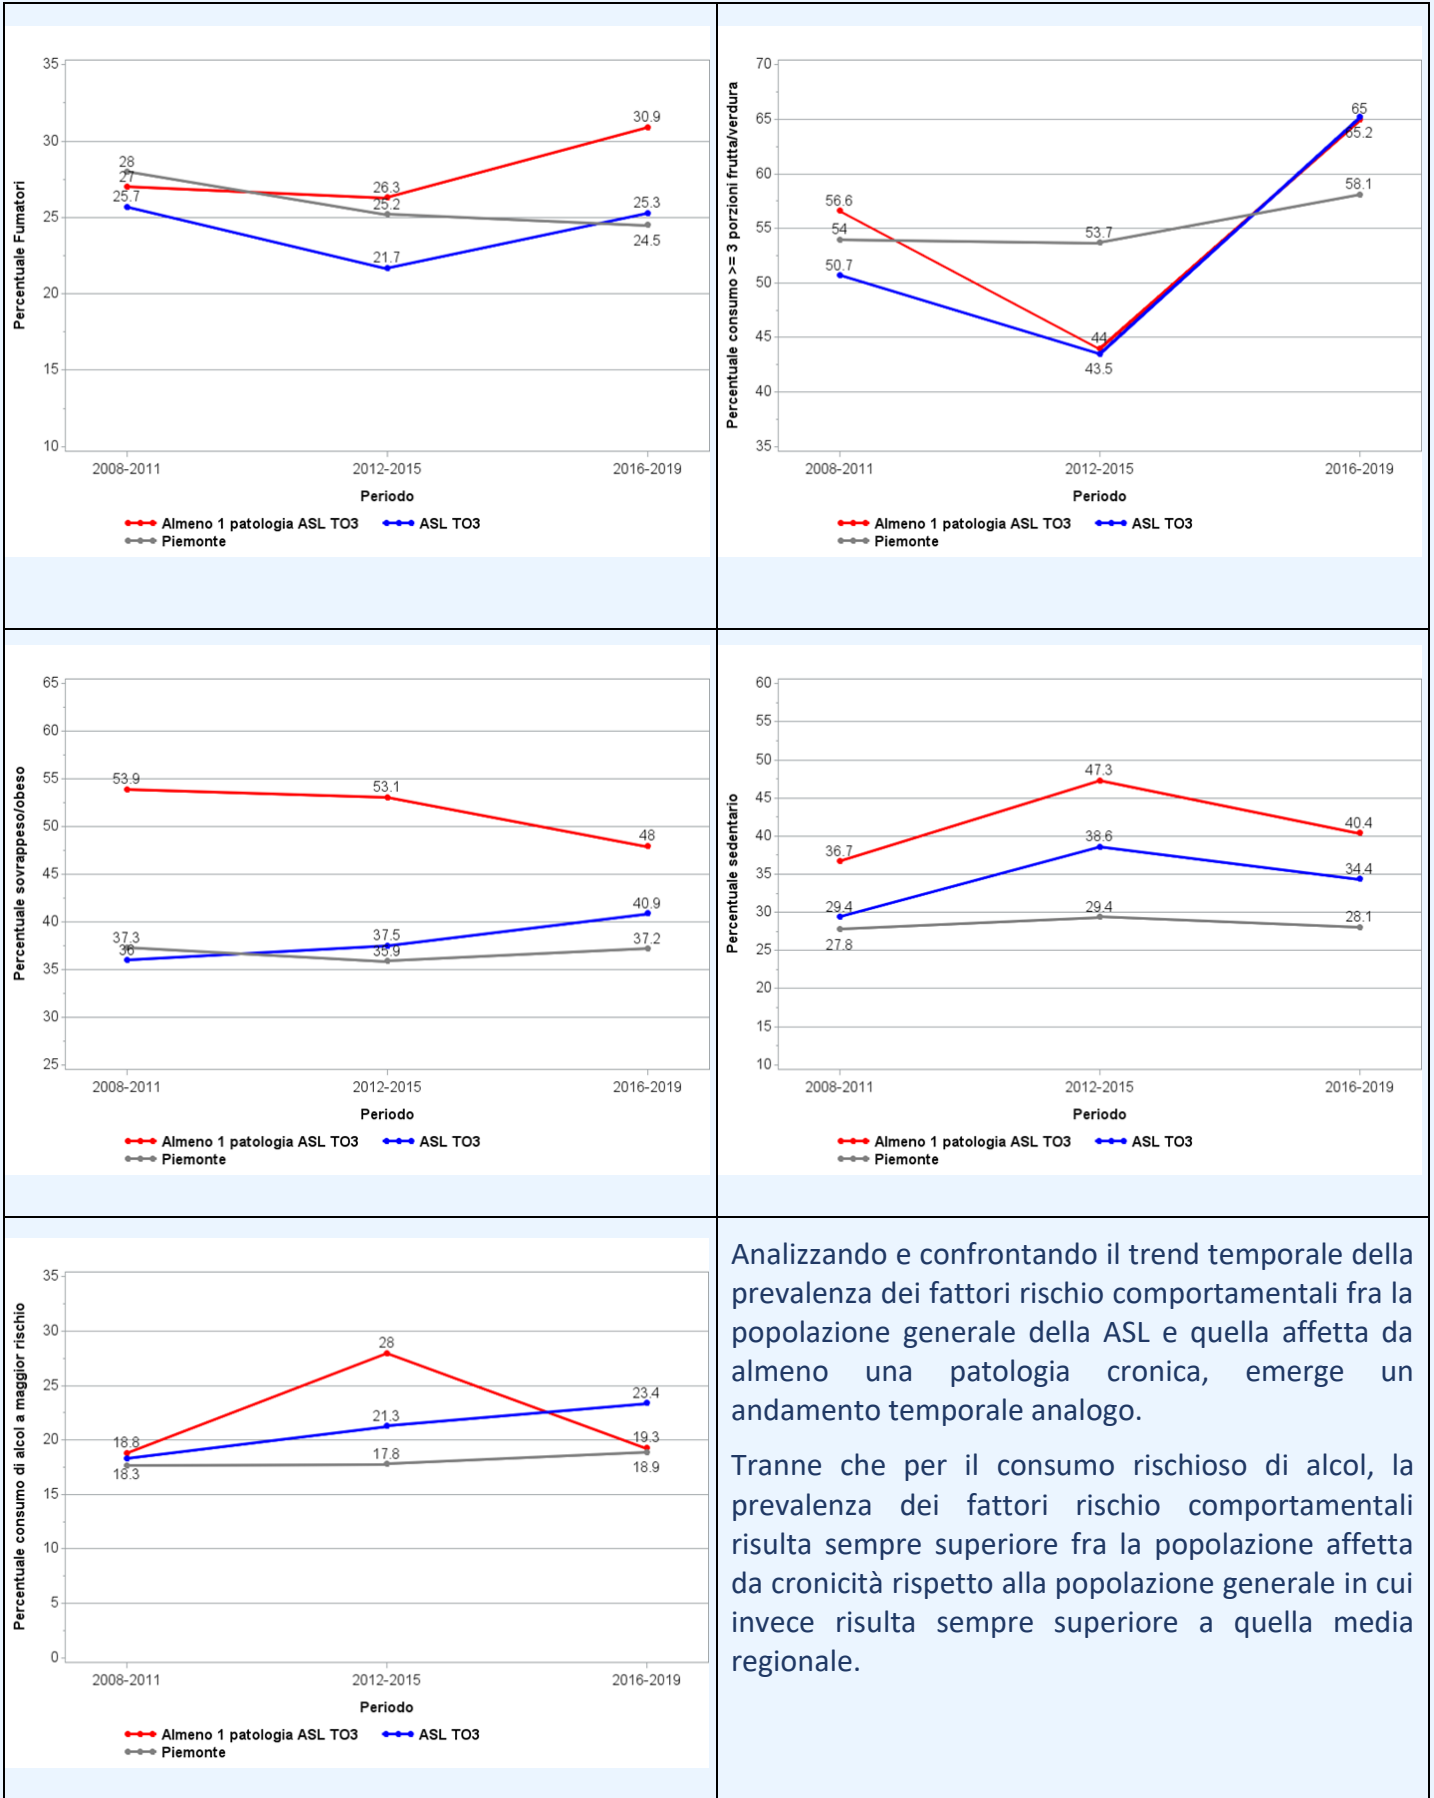 Percentuale Fumatori
35
30
25
20
15
10
28
27
25.7
26.3
25.2
21.7
30.9
25.3
24.5
2008-2011
2012-2015
2016-2019
Periodo
Almeno 1 patologia ASL TO3
ASL TO3
Piemonte
Percentuale consumo >= 3 porzioni frutta/verdura
70
65
60
55
50
45
40
35
56.6
54
50.7
53.7
44
43.5
65
65.2
58.1
2008-2011
2012-2015
2016-2019
Periodo
Almeno 1 patologia ASL TO3
ASL TO3
Piemonte
Percentuale sovrappeso/obeso
65
60
55
50
45
40
35
30
25
53.9
37.3
36
53.1
37.5
35.9
48
40.9
37.2
2008-2011
2012-2015
2016-2019
Periodo
Almeno 1 patologia ASL TO3
ASL TO3
Piemonte
Percentuale sedentario
60
55
50
45
40
35
30
25
20
15
10
36.7
29.4
27.8
47.3
38.6
29.4
40.4
34.4
28.1
2008-2011
2012-2015
2016-2019
Periodo
Almeno 1 patologia ASL TO3
ASL TO3
Piemonte
Percentuale consumo di alcol a maggior rischio
35
30
25
20
15
10
5
0
18.8
18.3
28
21.3
17.8
23.4
19.3
18.9
2008-2011
2012-2015
2016-2019
Periodo
Almeno 1 patologia ASL TO3
ASL TO3
Piemonte
Analizzando e confrontando il trend temporale della
prevalenza dei fattori rischio comportamentali fra la
popolazione generale della ASL e quella affetta da
almeno una patologia cronica, emerge un
andamento temporale analogo.
Tranne che per il consumo rischioso di alcol, la
prevalenza dei fattori rischio comportamentali
risulta sempre superiore fra la popolazione affetta
da cronicità rispetto alla popolazione generale in cui
invece risulta sempre superiore a quella media
regionale.